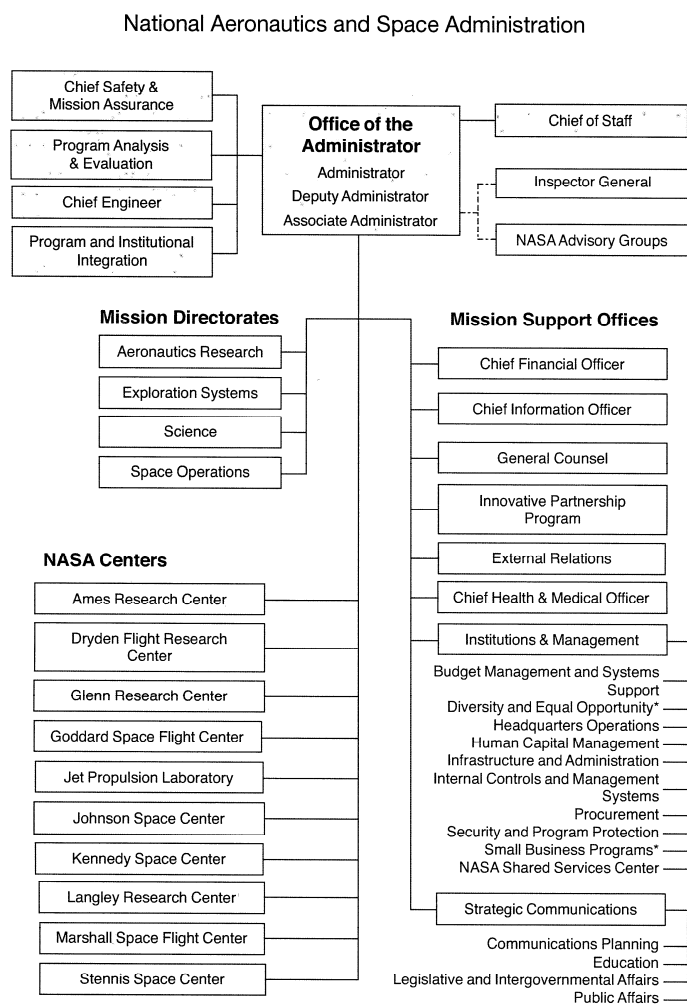 National Aeronautics and Space Administration
Chief Safety &
Mission Assurance
Program Analysis
& Evaluation
Chief Engineer
Program and Institutional
Integration
Office of the
Administrator
Administrator
Deputy Administrator
Associate Administrator
Chief of Staff
Inspector General
NASA Advisory Groups
Mission Directorates
Aeronautics Research
Exploration Systems
Science
Space Operations
NASA Centers
Ames Research Center
Dryden Flight Research
Center
Glenn Research Center
Goddard Space Flight Center
Jet Propulsion Laboratory
Johnson Space Center
Kennedy Space Center
Langley Research Center
Marshall Space Flight Center
Stennis Space Center
Mission Support Offices
Chief Financial Officer
Chief Information Officer
General Counsel
Innovative Partnership
Program
External Relations
Chief Health & Medical Officer
Institutions & Management
Budget Management and Systems
Support
Diversity and Equal Opportunity*
Headquarters Operations
Human Capital Management
Infrastructure and Administration
Internal Controls and Management
Systems
Procurement
Security and Program Protection
Small Business Programs*
NASA Shared Services Center
Strategic Communications
Communications Planning
Education
Legislative and Intergovernmental Affairs
Public Affairs